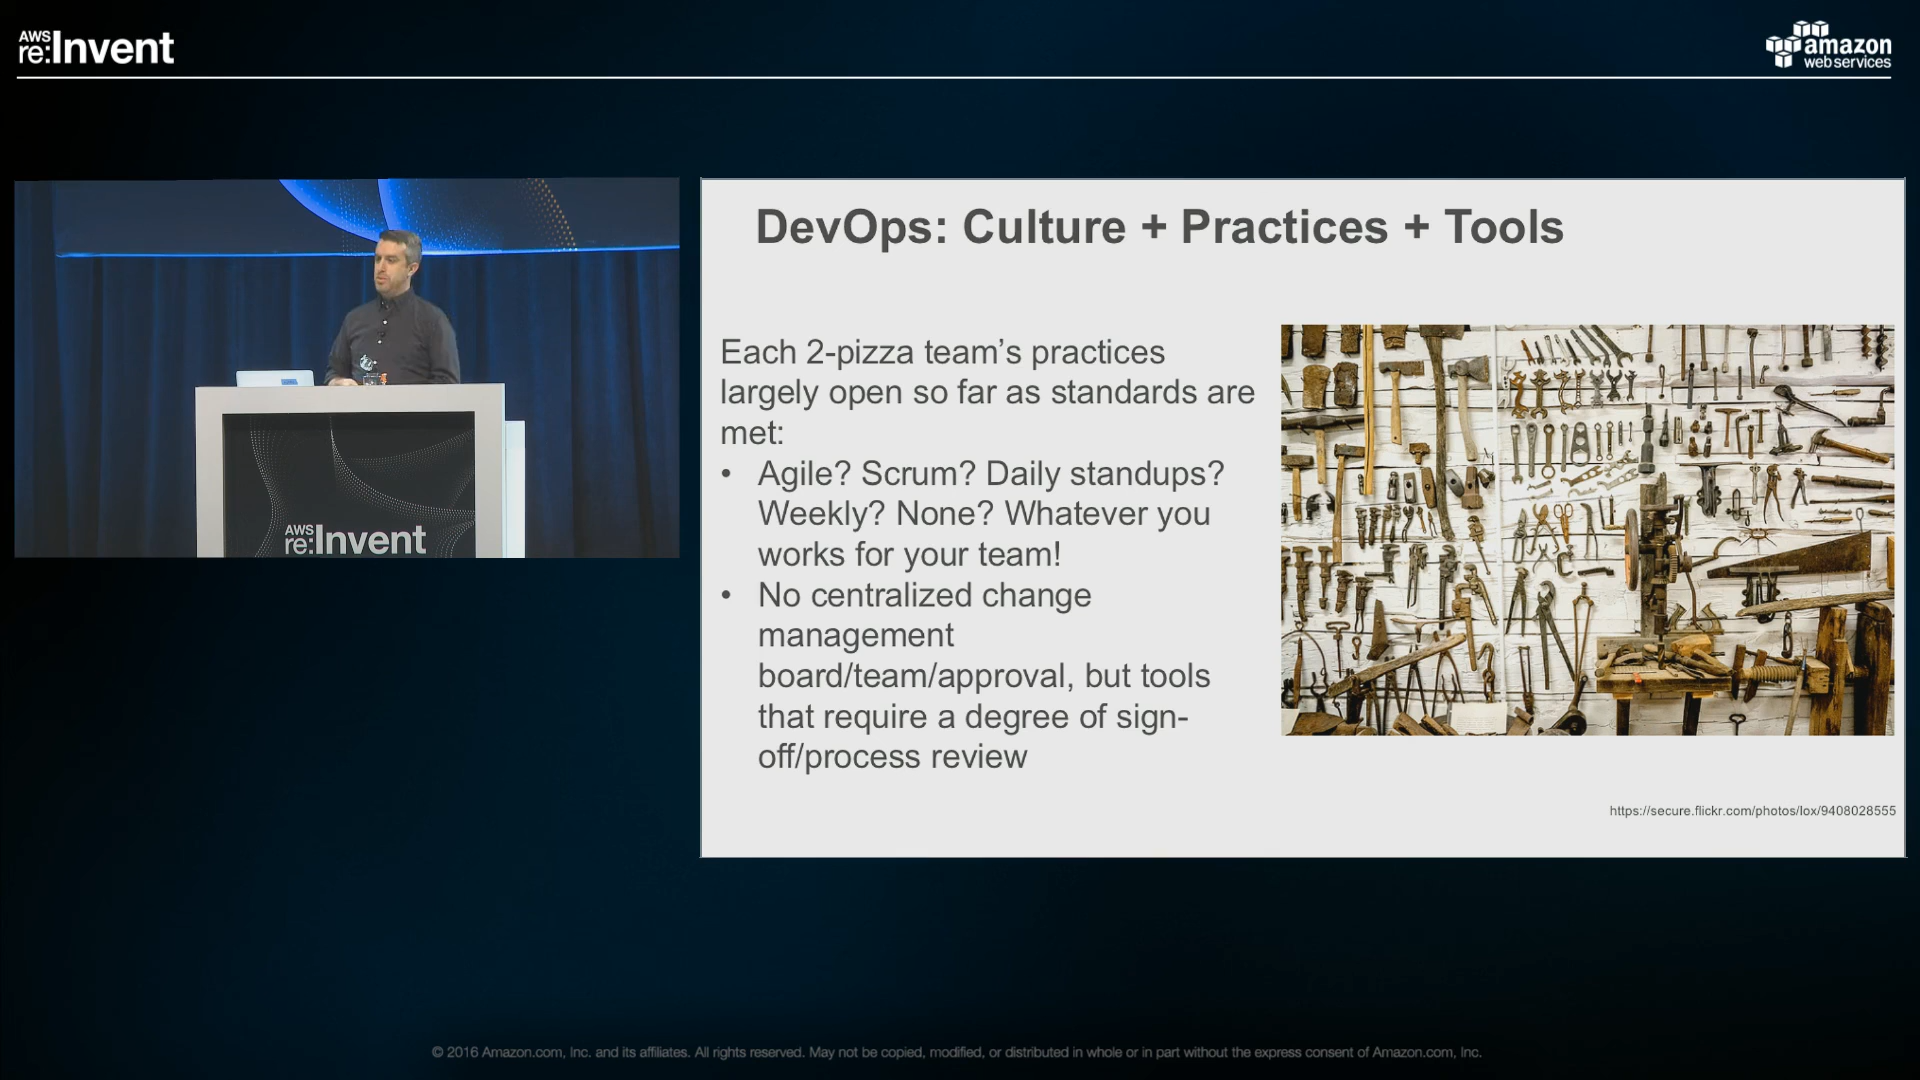 AWS
re:Invent
amazon
web services
AWS
re:Invent
DevOps: Culture + Practices + Tools
Each 2-pizza team’s practices
largely open so far as standards are
met:
• Agile? Scrum? Daily standups?
Weekly? None? Whatever you
works for your team!
• No centralized change
management
board/team/approval, but tools
that require a degree of sign-
off/process review
https://secure.flickr.com/photos/lox/9408028555
© 2016 Amazon.com, Inc. and its affiliates. All rights reserved. May not be copied, modified, or distributed in whole or in part without the express consent of Amazon.com, Inc.